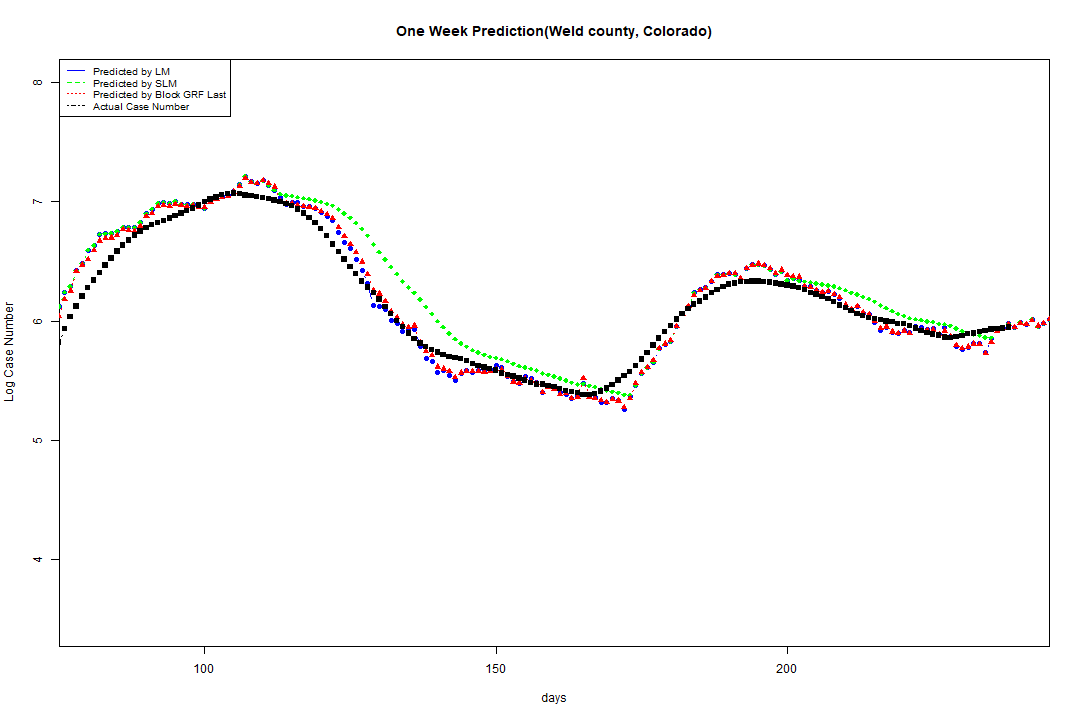 One Week Prediction(Weld county, Colorado)
Predicted by LM
Predicted by SLM
Predicted by Block GRF Last
Actual Case Number
8
7
6
5
4
Log Case Number
100 150 200
days